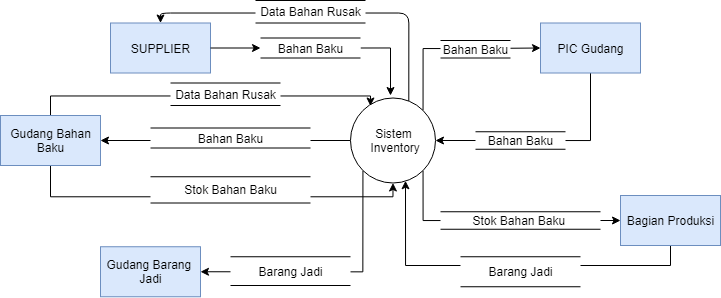 Data Bahan Rusak
SUPPLIER
Bahan Baku
Bahan Baku
PIC Gudang
Data Bahan Rusak
Gudang Bahan
Baku
Bahan Baku
Sistem
Inventory
Bahan Baku
Stok Bahan Baku
Stok Bahan Baku
Bagian Produksi
Gudang Barang
Jadi
Barang Jadi
Barang Jadi